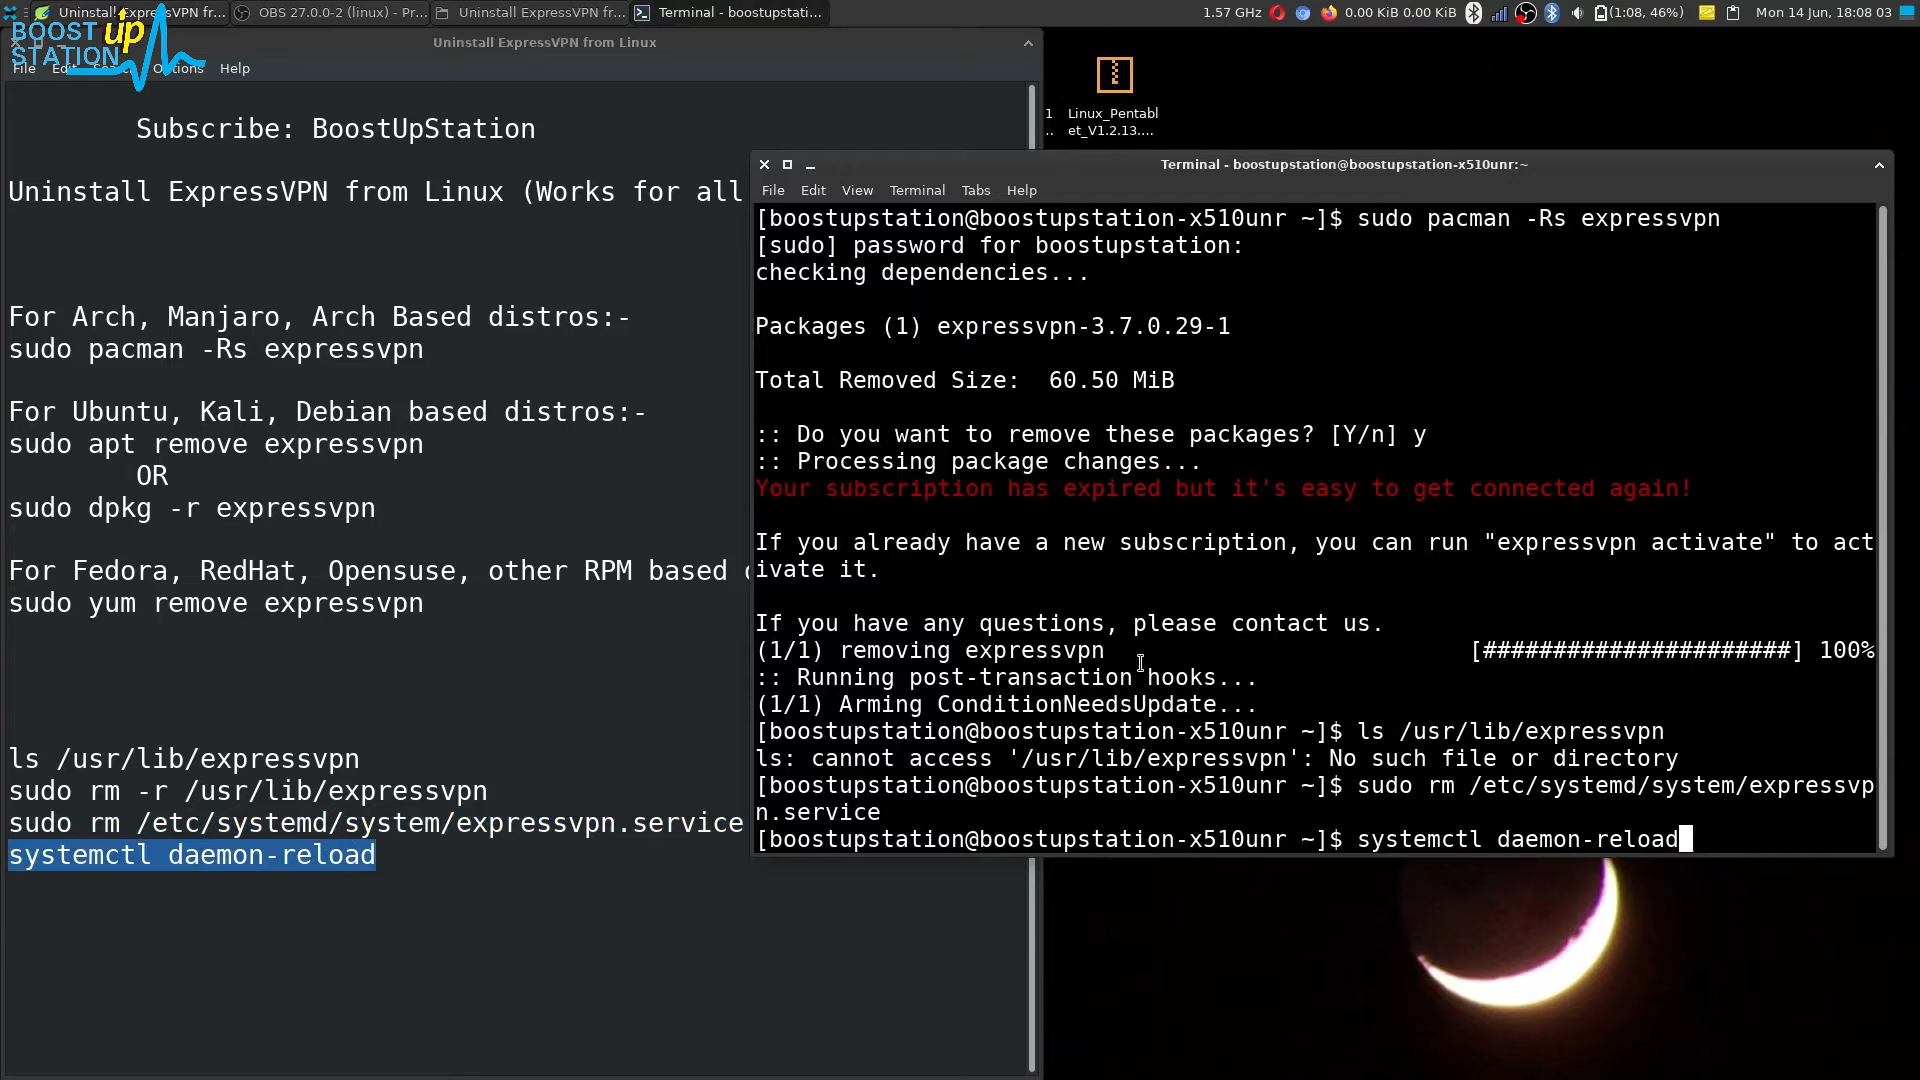 Uninstall ExpressVPN fr...
OBS 27.0.0-2 (linux) - Pr...
Uninstall ExpressVPN fr...
Terminal - boostupstati...
1.57 GHz
0.00 KiB 0.00 KiB
(1:08, 46%)
Mon 14 Jun, 18:08 03
BOOST up
STATION
Uninstall ExpressVPN from Linux
File Edit Search Options Help
Subscribe: BoostUpStation
Uninstall ExpressVPN from Linux (Works for all
For Arch, Manjaro, Arch Based distros:-
sudo pacman -Rs expressvpn
For Ubuntu, Kali, Debian based distros:-
sudo apt remove expressvpn
OR
sudo dpkg -r expressvpn
For Fedora, RedHat, Opensuse, other RPM based
sudo yum remove expressvpn
ls /usr/lib/expressvpn
sudo rm -r /usr/lib/expressvpn
sudo rm /etc/systemd/system/expressvpn.service
systemctl daemon-reload
1
..
Linux_Pentabl
et_V1.2.13....
Terminal - boostupstation@boostupstation-x510unr:~
File Edit View Terminal Tabs Help
[boostupstation@boostupstation-x510unr ~]$ sudo pacman -Rs expressvpn
[sudo] password for boostupstation:
checking dependencies...
Packages (1) expressvpn-3.7.0.29-1
Total Removed Size:  60.50 MiB
:: Do you want to remove these packages? [Y/n] y
:: Processing package changes...
Your subscription has expired but it's easy to get connected again!
If you already have a new subscription, you can run "expressvpn activate" to act
ivate it.
If you have any questions, please contact us.
(1/1) removing expressvpn [######################] 100%
:: Running post-transaction hooks...
(1/1) Arming ConditionNeedsUpdate...
[boostupstation@boostupstation-x510unr ~]$ ls /usr/lib/expressvpn
ls: cannot access '/usr/lib/expressvpn': No such file or directory
[boostupstation@boostupstation-x510unr ~]$ sudo rm /etc/systemd/system/expressvp
n.service
[boostupstation@boostupstation-x510unr ~]$ systemctl daemon-reload